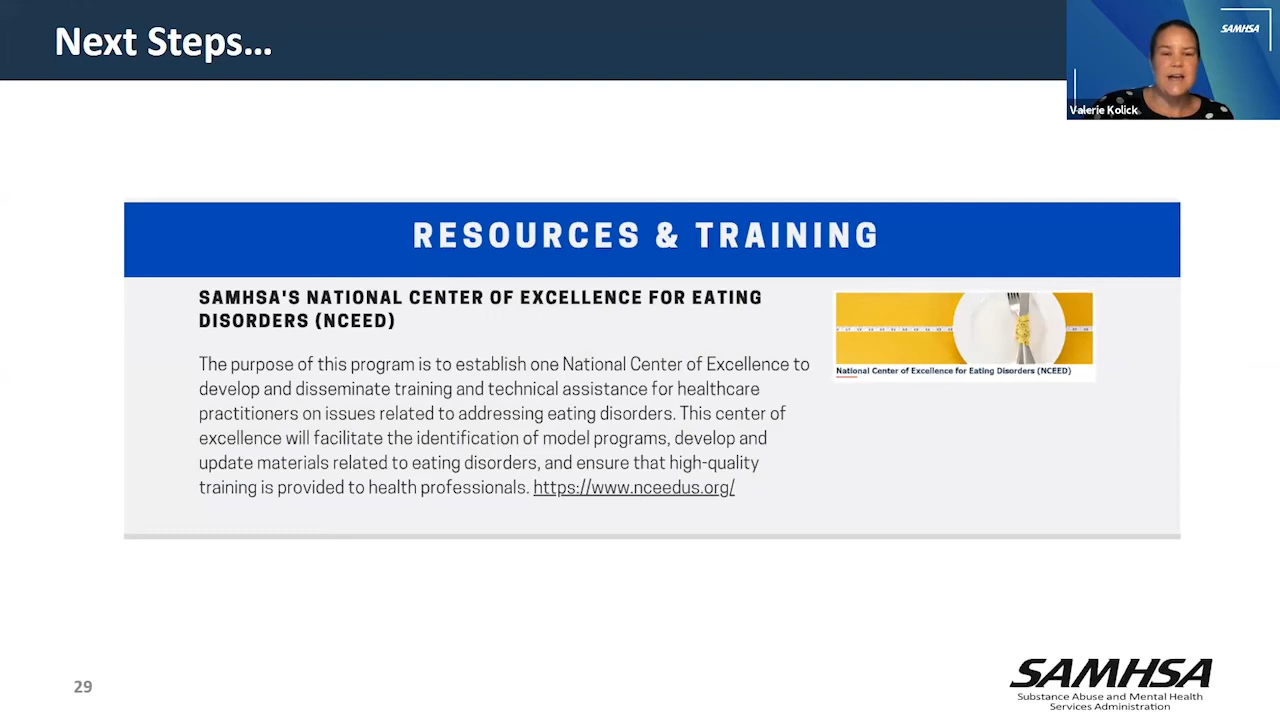 Next Steps...
SAMHSA
Valerie Kolick
RESOURCES & TRAINING
SAMHSA'S NATIONAL CENTER OF EXCELLENCE FOR EATING
DISORDERS (NCEED)
The purpose of this program is to establish one National Center of Excellence to
develop and disseminate training and technical assistance for healthcare
practitioners on issues related to addressing eating disorders. This center of
excellence will facilitate the identification of model programs, develop and
update materials related to eating disorders, and ensure that high-quality
training is provided to health professionals. https://www.nceedus.org/
National Center of Excellence for Eating Disorders (NCEED)
29
SAMHSA
Substance Abuse and Mental Health
Services Administration